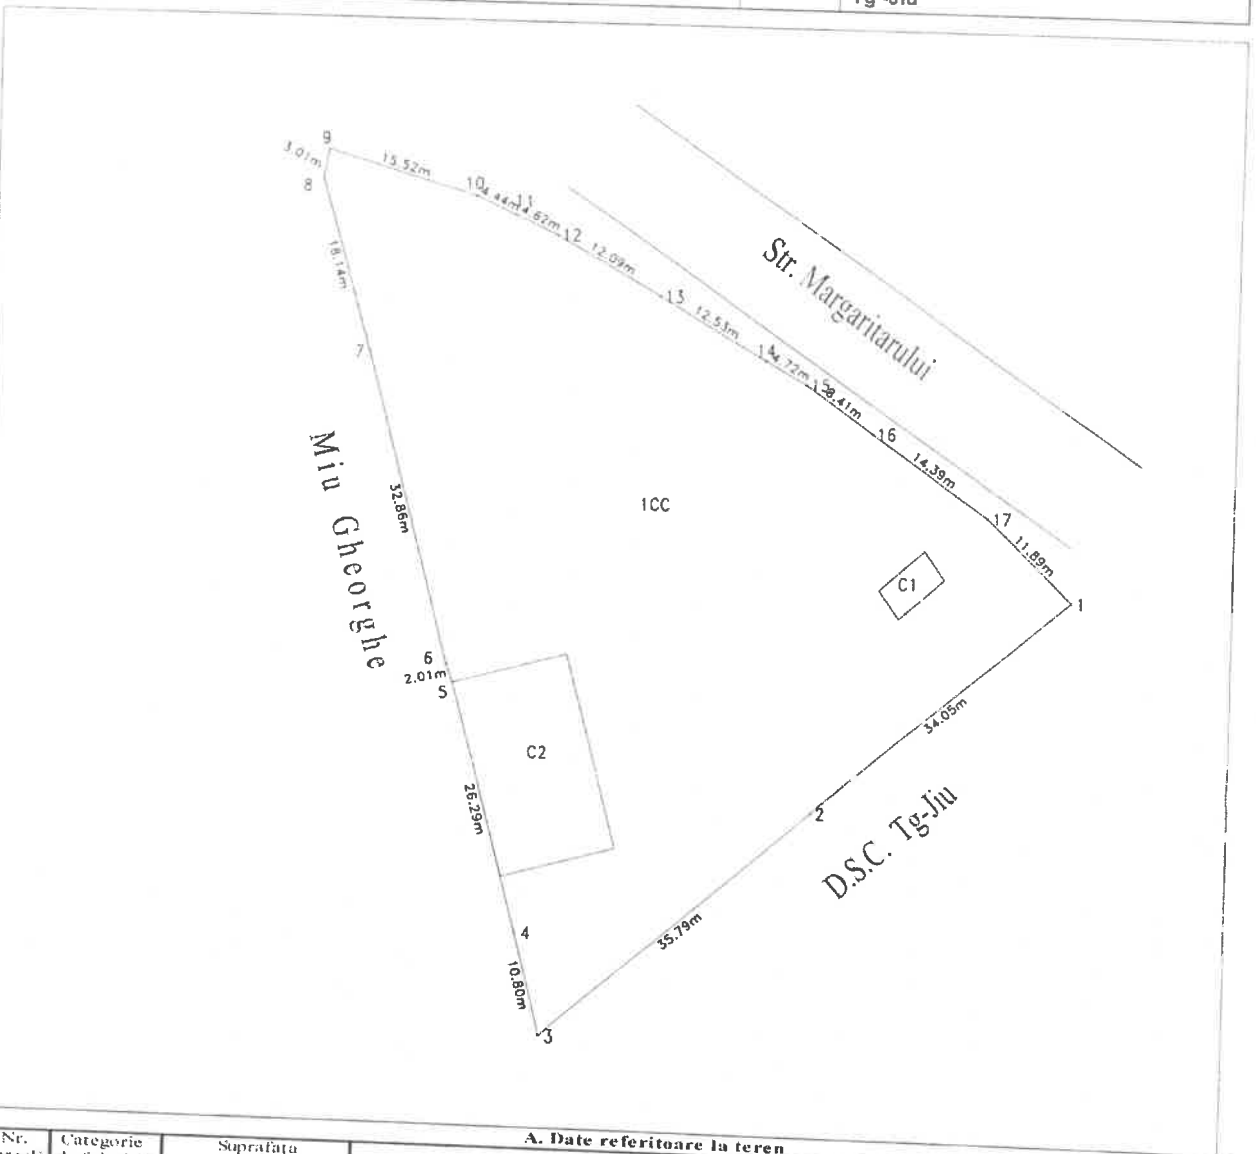 Tg-Jiu
9
3.01m
15.52m
8
10
4.44m
11
4.62m
12
12.09m
18.14m
13
12.53m
Str. Margaritarului
7
14
4.72m
15
8.41m
16
14.39m
Miu Gheorghe
32.86m
1CC
17
11.89m
C1
1
6
2.01m
5
34.05m
C2
26.29m
2
D.S.C. Tg-Jiu
4
35.79m
10.80m
3
A. Date referitoare la teren
Nr.
Categorie
Suprafata